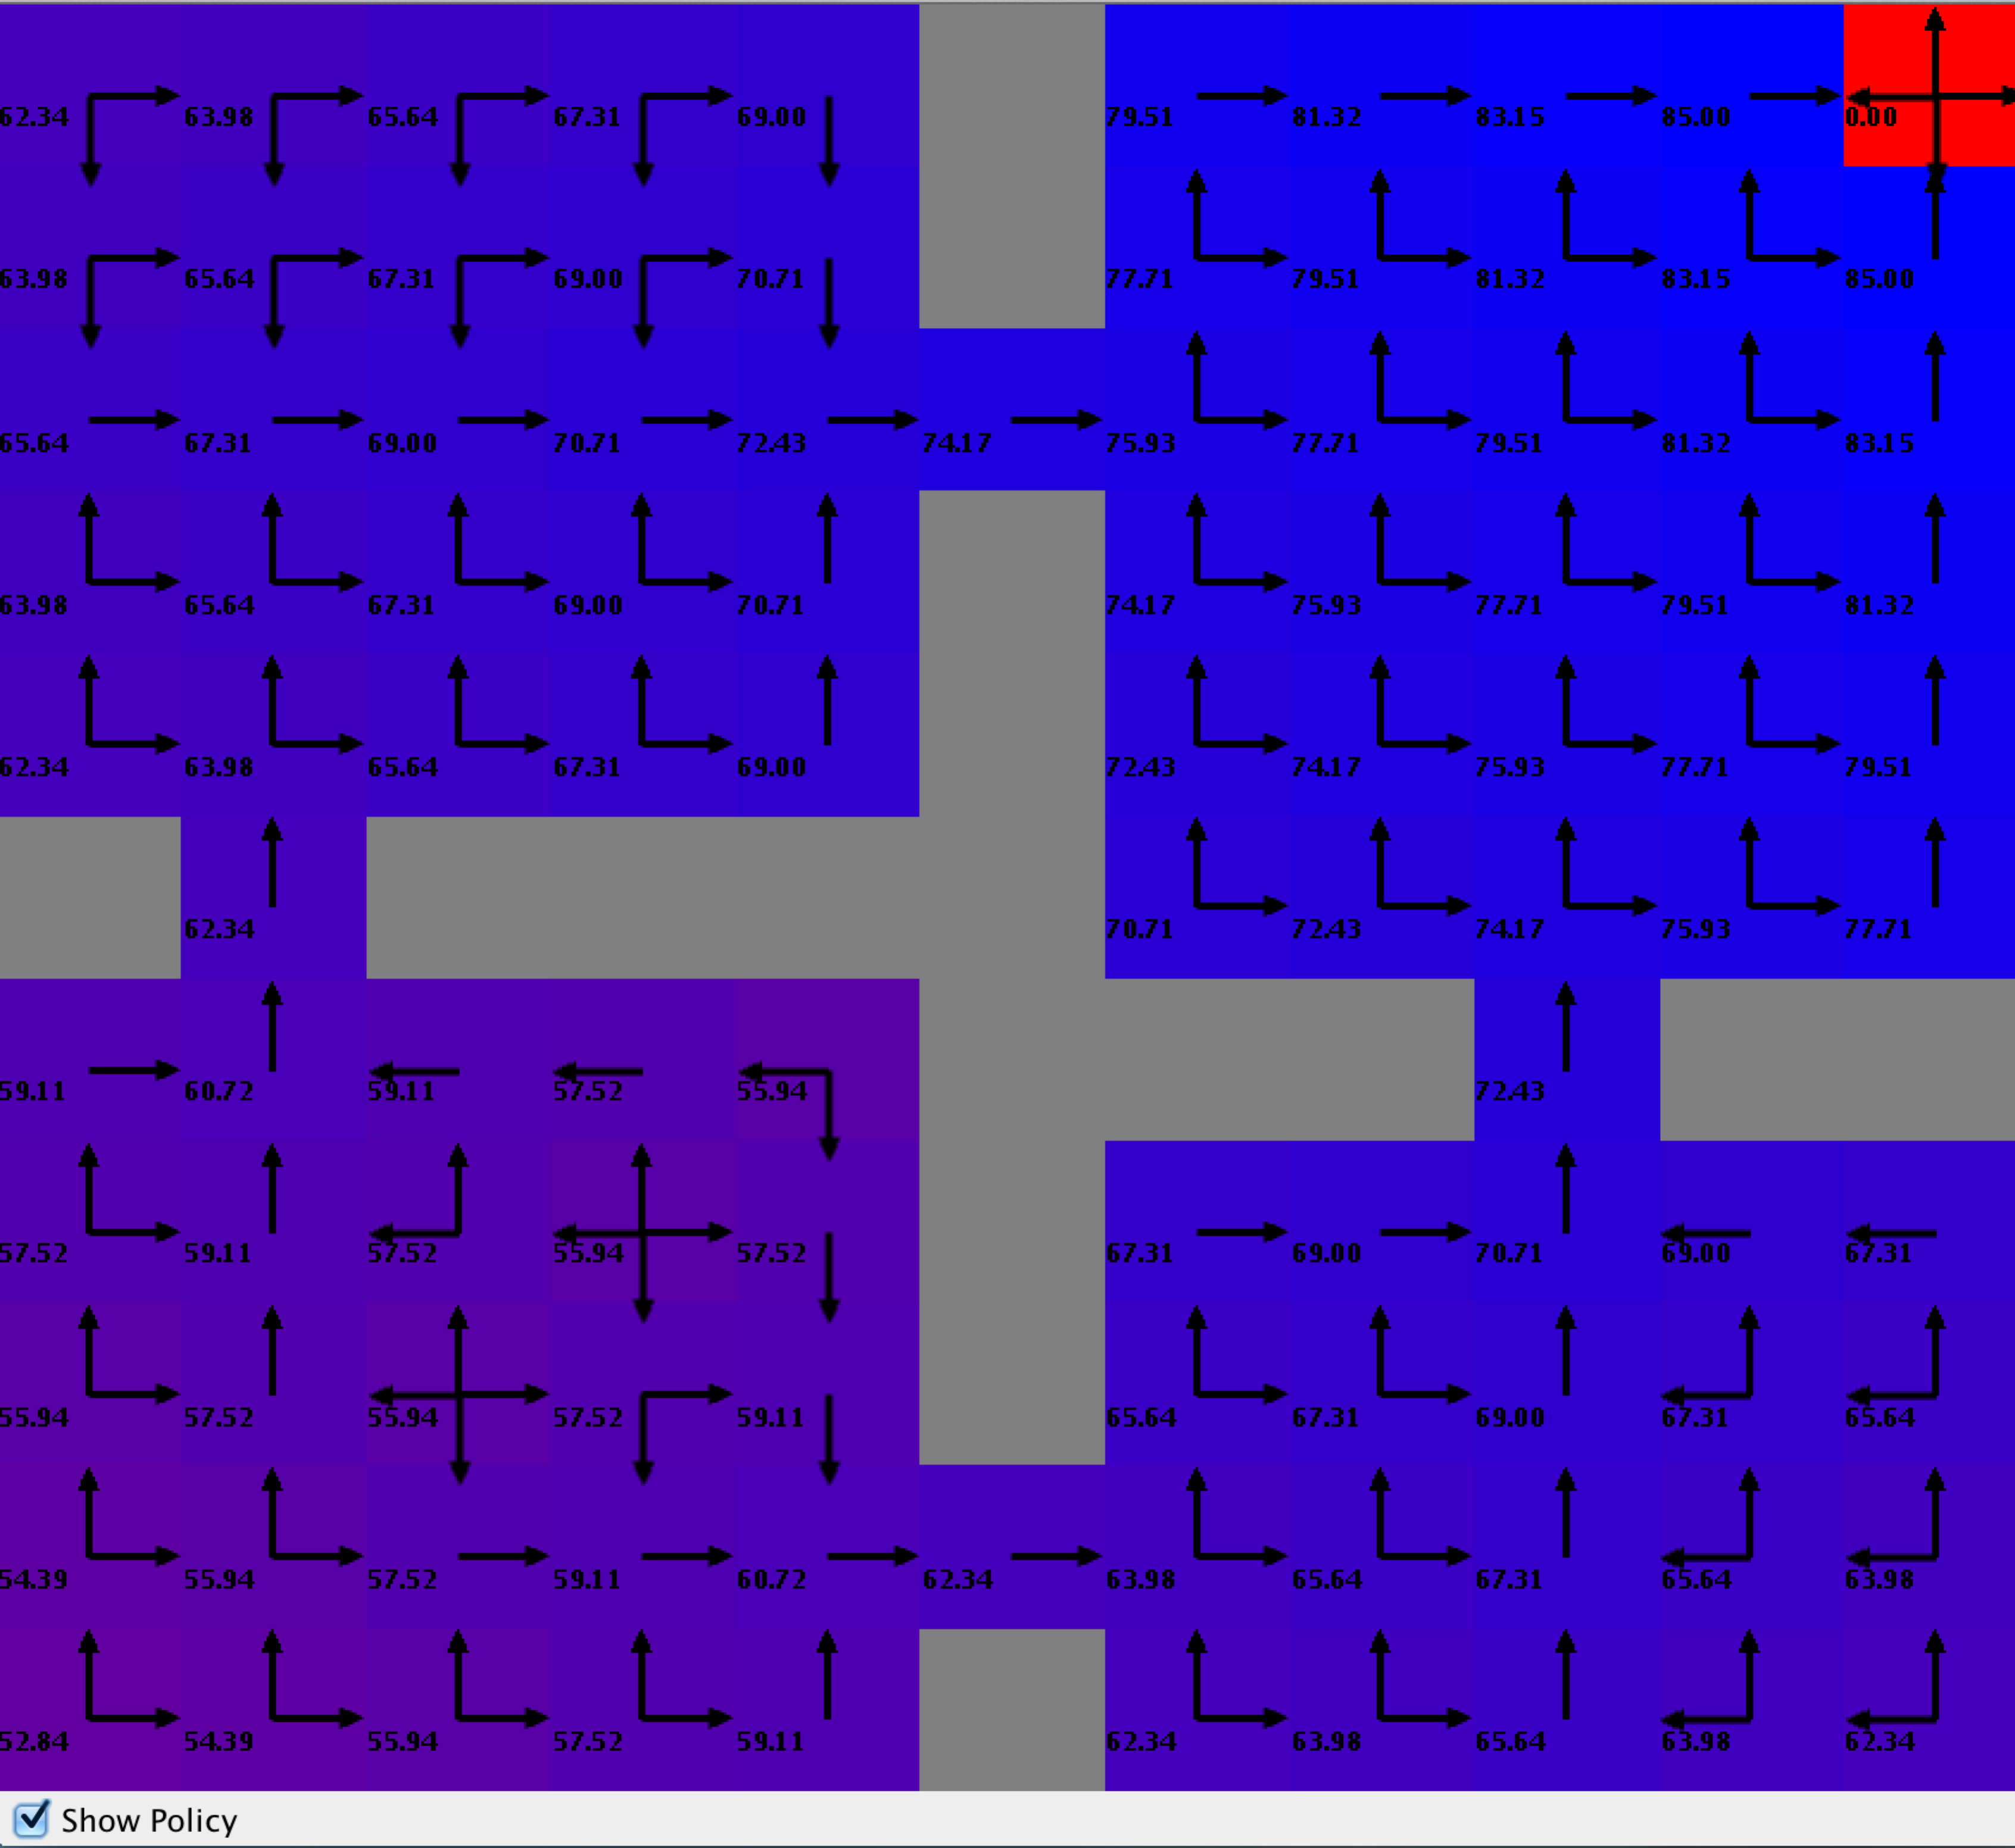 62.34 63.98 65.64 67.31 69.00 79.51 81.32 83.15 85.00 0.00
63.98 65.64 67.31 69.00 70.71 77.71 79.51 81.32 83.15 85.00
65.64 67.31 69.00 70.71 72.43 74.17 75.93 77.71 79.51 81.32 83.15
63.98 65.64 67.31 69.00 70.71 74.17 75.93 77.71 79.51 81.32
62.34 63.98 65.64 67.31 69.00 72.43 74.17 75.93 77.71 79.51
62.34 70.71 72.43 74.17 75.93 77.71
59.11 60.72 59.11 57.52 55.94 72.43
57.52 59.11 57.52 55.94 57.52 67.31 69.00 70.71 69.00 67.31
55.94 57.52 55.94 57.52 59.11 65.64 67.31 69.00 67.31 65.64
54.39 55.94 57.52 59.11 60.72 62.34 63.98 65.64 67.31 65.64 63.98
52.84 54.39 55.94 57.52 59.11 62.34 63.98 65.64 63.98 62.34
Show Policy